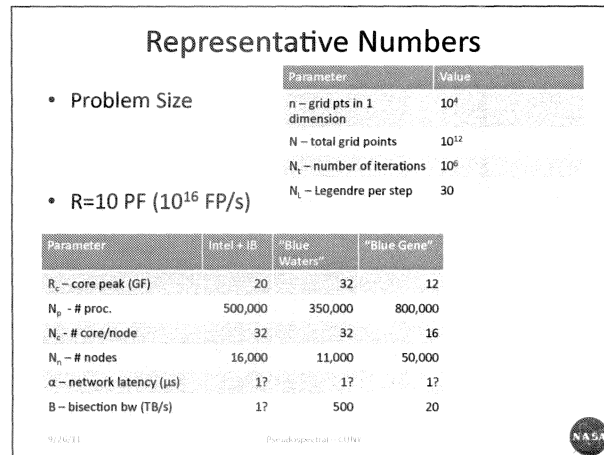 Representative Numbers
• Problem Size
Parameter Value
n – grid pts in 1 dimension 10⁴
N – total grid points 10¹²
Nₜ – number of iterations 10⁶
N_L – Legendre per step 30
• R=10 PF (10¹⁶ FP/s)
Parameter Intel + IB "Blue Waters" "Blue Gene"
R_c – core peak (GF) 20 32 12
N_p - # proc. 500,000 350,000 800,000
N_c - # core/node 32 32 16
N_n – # nodes 16,000 11,000 50,000
α – network latency (µs) 1? 1? 1?
B – bisection bw (TB/s) 1? 500 20
9/26/11 Pseudospectral
NASA